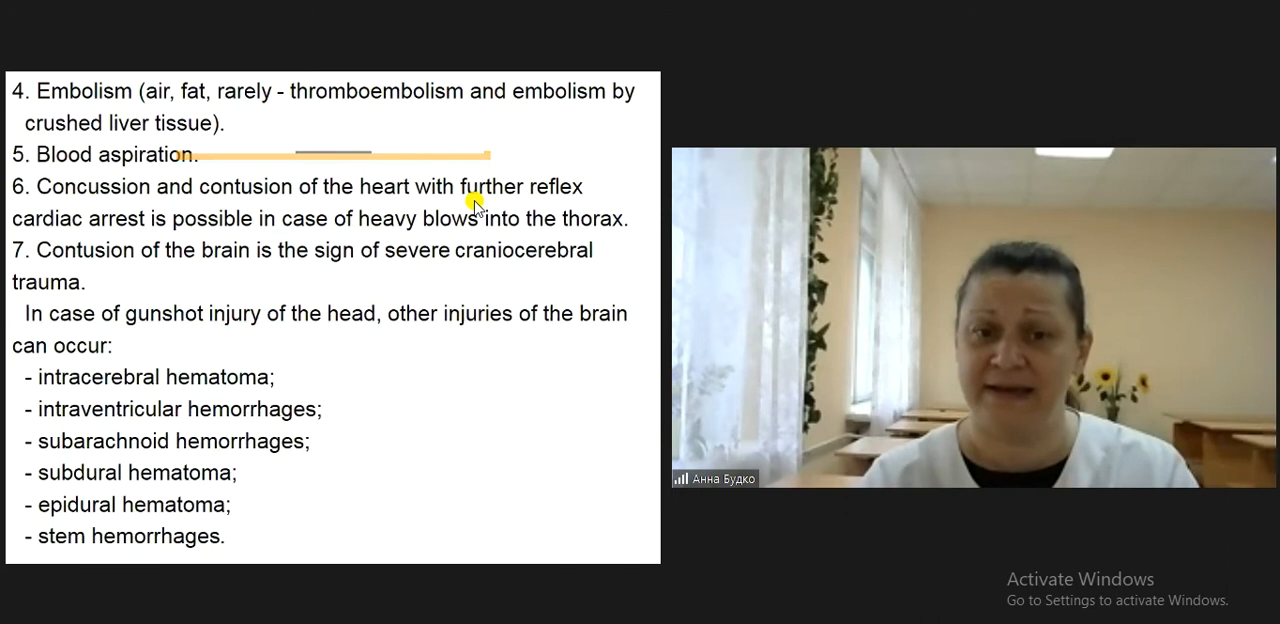 4. Embolism (air, fat, rarely - thromboembolism and embolism by
crushed liver tissue).
5. Blood aspiration.
6. Concussion and contusion of the heart with further reflex
cardiac arrest is possible in case of heavy blows into the thorax.
7. Contusion of the brain is the sign of severe craniocerebral
trauma.
In case of gunshot injury of the head, other injuries of the brain
can occur:
- intracerebral hematoma;
- intraventricular hemorrhages;
- subarachnoid hemorrhages;
- subdural hematoma;
- epidural hematoma;
- stem hemorrhages.
Анна Будко
Activate Windows
Go to Settings to activate Windows.